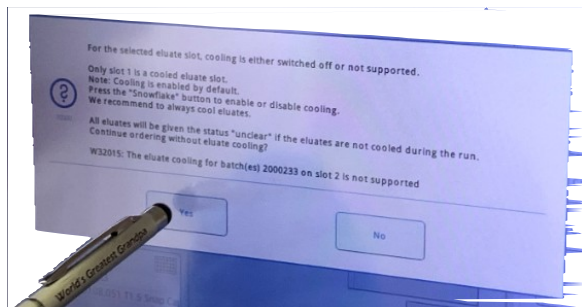 For the selected eluate slot, cooling is either switched off or not supported.
Only slot 1 is a cooled eluate slot.
Note: Cooling is enabled by default.
Press the "Snowflake" button to enable or disable cooling.
We recommend to always cool eluates.
All eluates will be given the status "unclear" if the eluates are not cooled during the run.
Continue ordering without eluate cooling?
W32015: The eluate cooling for batch(es) 2000233 on slot 2 is not supported
Yes
No
World's Greatest Grandpa